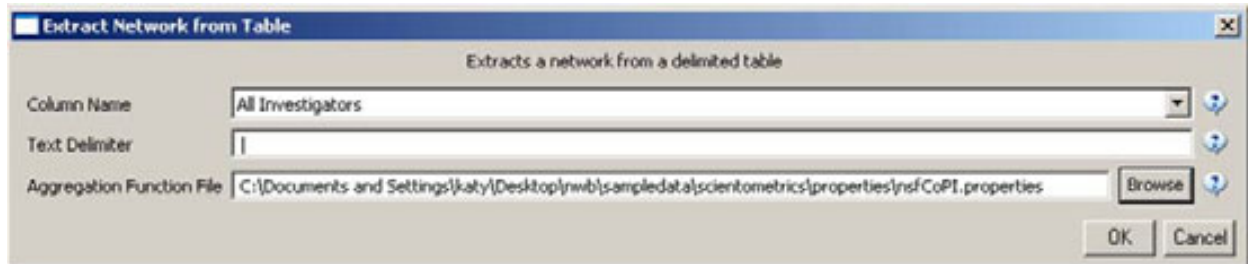 Extract Network from Table
Extracts a network from a delimited table
Column Name All Investigators
Text Delimiter |
Aggregation Function File C:\Documents and Settings\katy\Desktop\nwb\sampledata\scientometrics\properties\nsfCoPI.properties Browse
OK Cancel